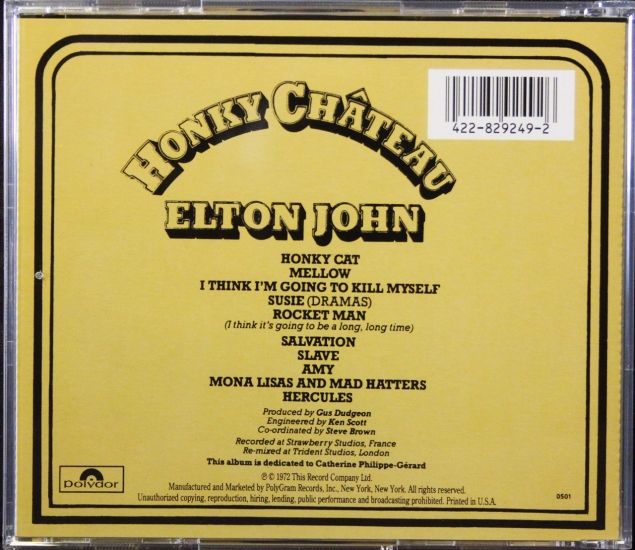 HONKY CHÂTEAU
422-829249-2
ELTON JOHN
HONKY CAT
MELLOW
I THINK I'M GOING TO KILL MYSELF
SUSIE (DRAMAS)
ROCKET MAN
(I think it's going to be a long, long time)
SALVATION
SLAVE
AMY
MONA LISAS AND MAD HATTERS
HERCULES
Produced by Gus Dudgeon
Engineered by Ken Scott
Co-ordinated by Steve Brown
Recorded at Strawberry Studios, France
Re-mixed at Trident Studios, London
This album is dedicated to Catherine Philippe-Gérard
℗ © 1972 This Record Company Ltd.
Manufactured and Marketed by PolyGram Records, Inc., New York, New York. All rights reserved.
Unauthorized copying, reproduction, hiring, lending, public performance and broadcasting prohibited. Printed in U.S.A.
polydor
0501